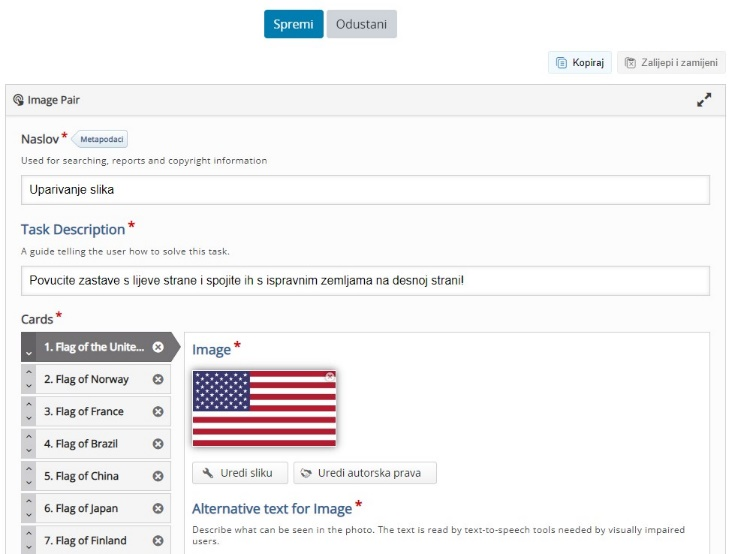 Spremi Odustani
Kopiraj Zalijepi i zamijeni
Image Pair
Naslov* Metapodaci
Used for searching, reports and copyright information
Uparivanje slika
Task Description*
A guide telling the user how to solve this task.
Povucite zastave s lijeve strane i spojite ih s ispravnim zemljama na desnoj strani!
Cards*
1. Flag of the Unite...
2. Flag of Norway
3. Flag of France
4. Flag of Brazil
5. Flag of China
6. Flag of Japan
7. Flag of Finland
Image*
Uredi sliku Uredi autorska prava
Alternative text for Image*
Describe what can be seen in the photo. The text is read by text-to-speech tools needed by visually impaired
users.